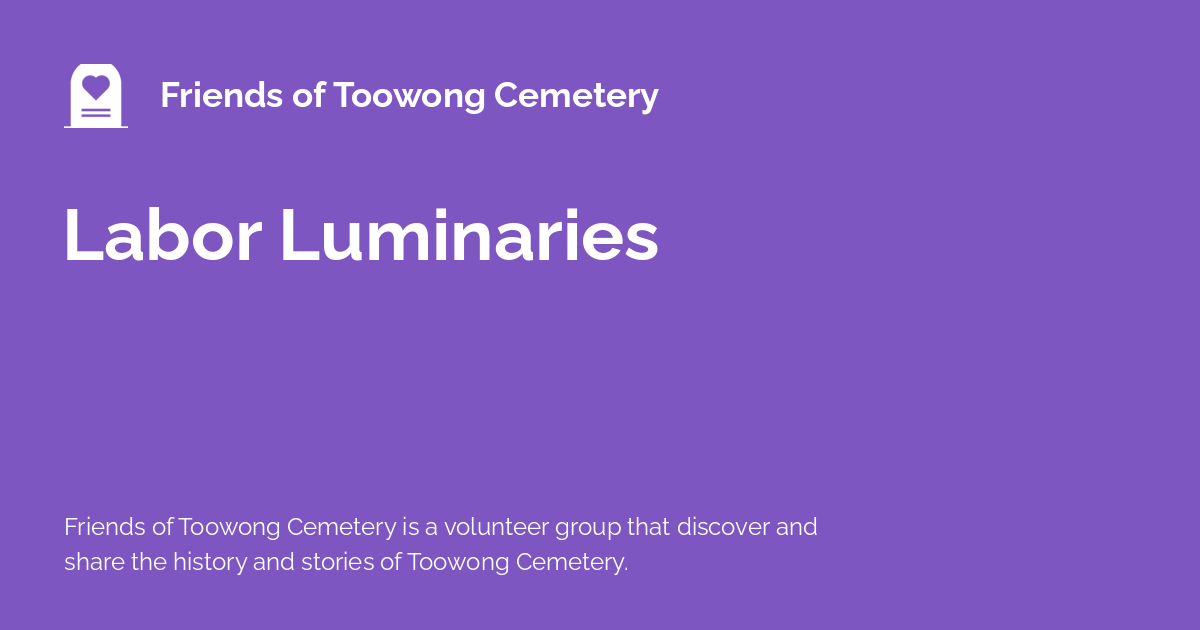 Friends of Toowong Cemetery
Labor Luminaries
Friends of Toowong Cemetery is a volunteer group that discover and
share the history and stories of Toowong Cemetery.